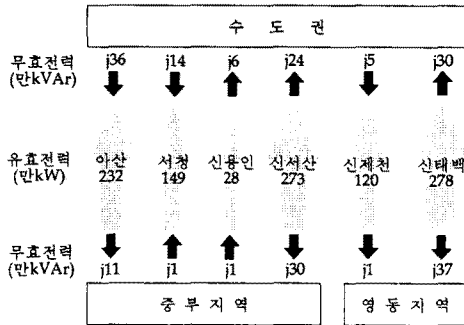 수 도 권
무효전력 j36 j14 j6 j24 j5 j30
(만kVAr)
유효전력 아산 서청 신용인 신서산 신제천 신태백
(만kW) 232 149 28 273 120 278
무효전력
(만kVAr) j11 j1 j1 j30 j1 j37
중 부 지 역 영 동 지 역